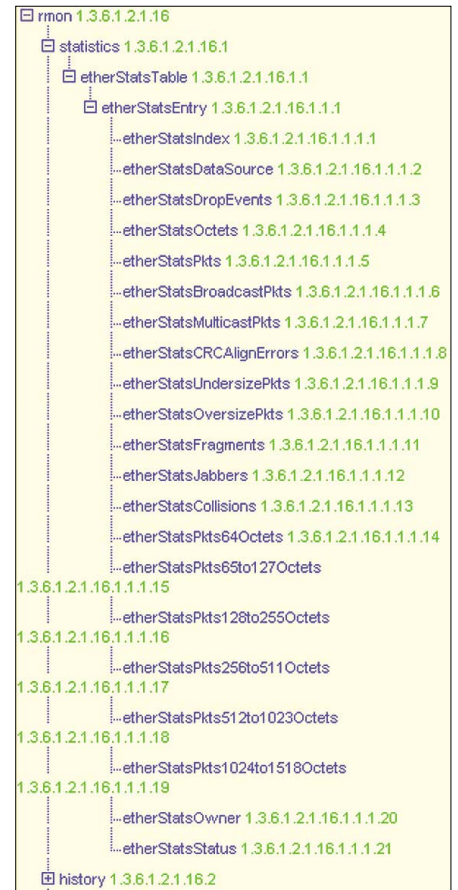 rmon 1.3.6.1.2.1.16
statistics 1.3.6.1.2.1.16.1
etherStatsTable 1.3.6.1.2.1.16.1.1
etherStatsEntry 1.3.6.1.2.1.16.1.1.1
etherStatsIndex 1.3.6.1.2.1.16.1.1.1.1
etherStatsDataSource 1.3.6.1.2.1.16.1.1.1.2
etherStatsDropEvents 1.3.6.1.2.1.16.1.1.1.3
etherStatsOctets 1.3.6.1.2.1.16.1.1.1.4
etherStatsPkts 1.3.6.1.2.1.16.1.1.1.5
etherStatsBroadcastPkts 1.3.6.1.2.1.16.1.1.1.6
etherStatsMulticastPkts 1.3.6.1.2.1.16.1.1.1.7
etherStatsCRCAlignErrors 1.3.6.1.2.1.16.1.1.1.8
etherStatsUndersizePkts 1.3.6.1.2.1.16.1.1.1.9
etherStatsOversizePkts 1.3.6.1.2.1.16.1.1.1.10
etherStatsFragments 1.3.6.1.2.1.16.1.1.1.11
etherStatsJabbers 1.3.6.1.2.1.16.1.1.1.12
etherStatsCollisions 1.3.6.1.2.1.16.1.1.1.13
etherStatsPkts64Octets 1.3.6.1.2.1.16.1.1.1.14
etherStatsPkts65to127Octets
1.3.6.1.2.1.16.1.1.1.15
etherStatsPkts128to255Octets
1.3.6.1.2.1.16.1.1.1.16
etherStatsPkts256to511Octets
1.3.6.1.2.1.16.1.1.1.17
etherStatsPkts512to1023Octets
1.3.6.1.2.1.16.1.1.1.18
etherStatsPkts1024to1518Octets
1.3.6.1.2.1.16.1.1.1.19
etherStatsOwner 1.3.6.1.2.1.16.1.1.1.20
etherStatsStatus 1.3.6.1.2.1.16.1.1.1.21
history 1.3.6.1.2.1.16.2